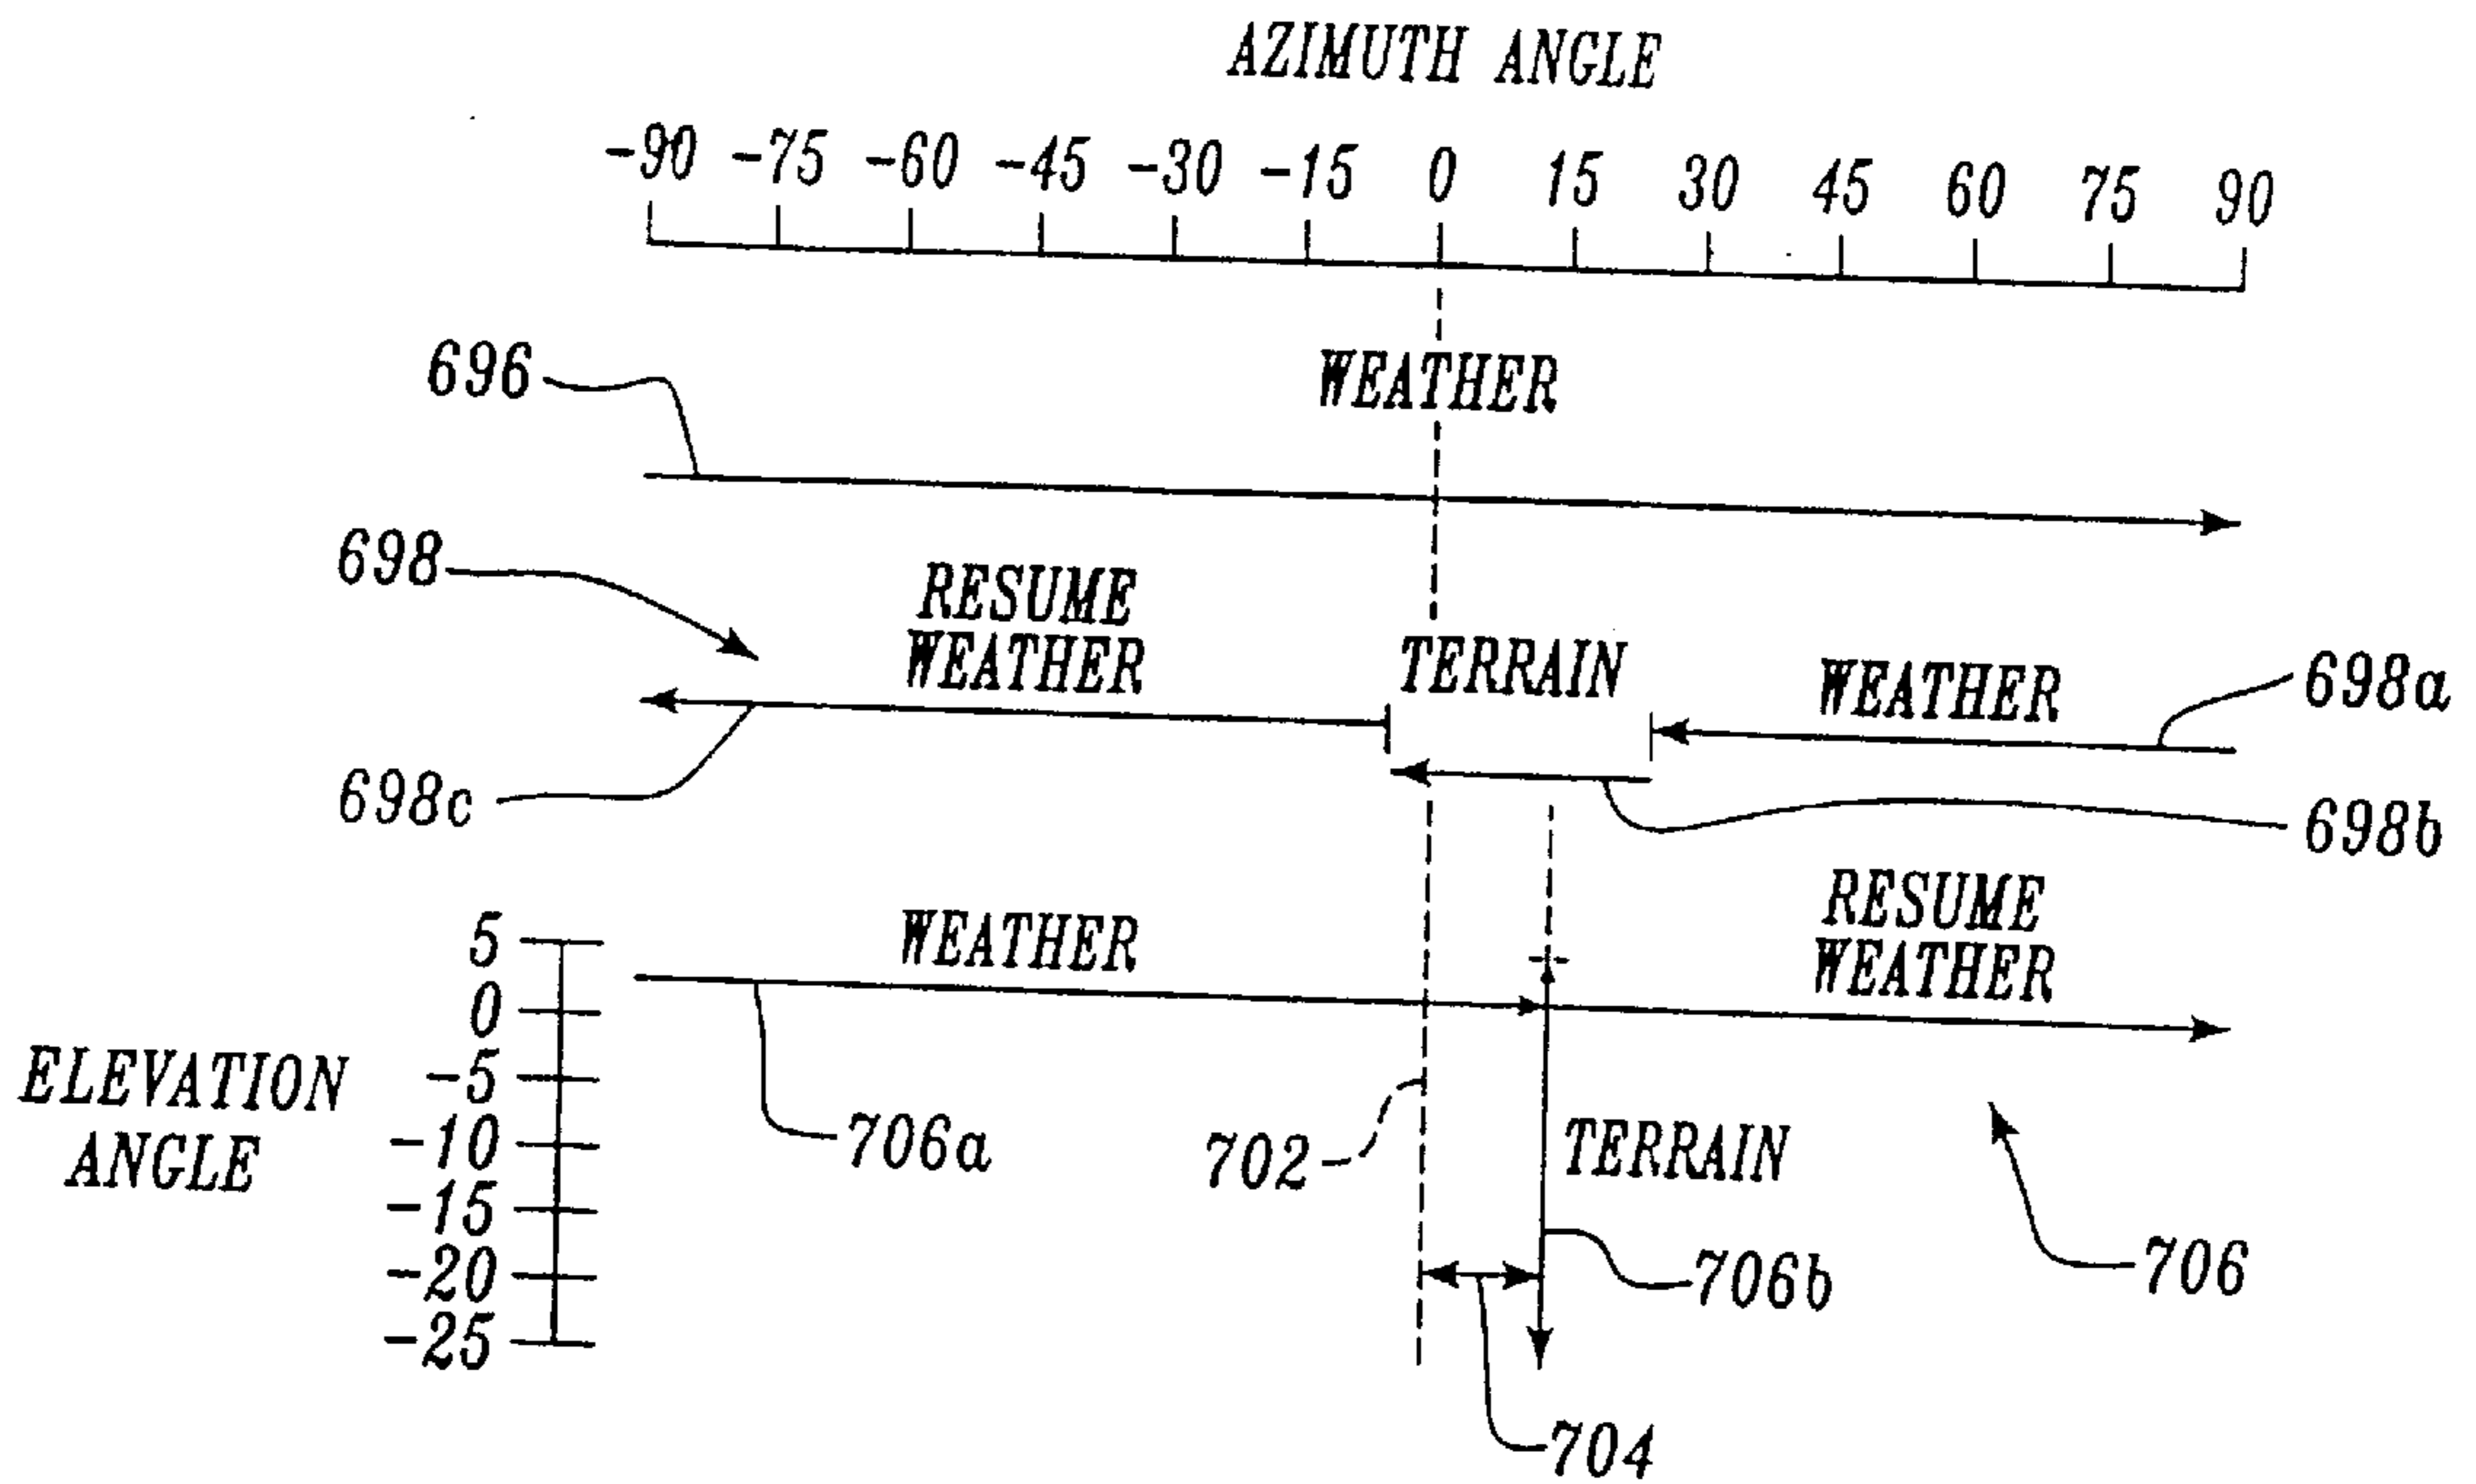 AZIMUTH ANGLE
-90 -75 -60 -45 -30 -15 0 15 30 45 60 75 90
696
WEATHER
698
RESUME
WEATHER
TERRAIN
WEATHER
698a
698c
698b
5
0
-5
-10
-15
-20
-25
ELEVATION
ANGLE
WEATHER
RESUME
WEATHER
706a
702
TERRAIN
706b
706
704